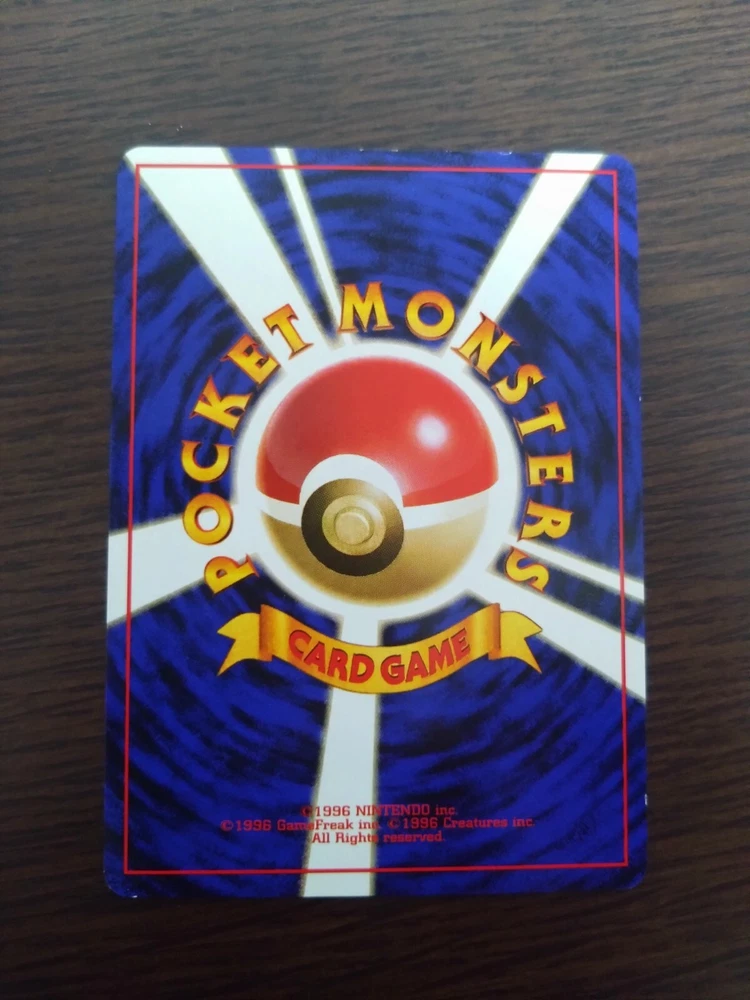 POCKET MONSTERS
CARD GAME
©1996 NINTENDO inc.
©1996 GameFreak inc. ©1996 Creatures inc.
All Rights reserved.